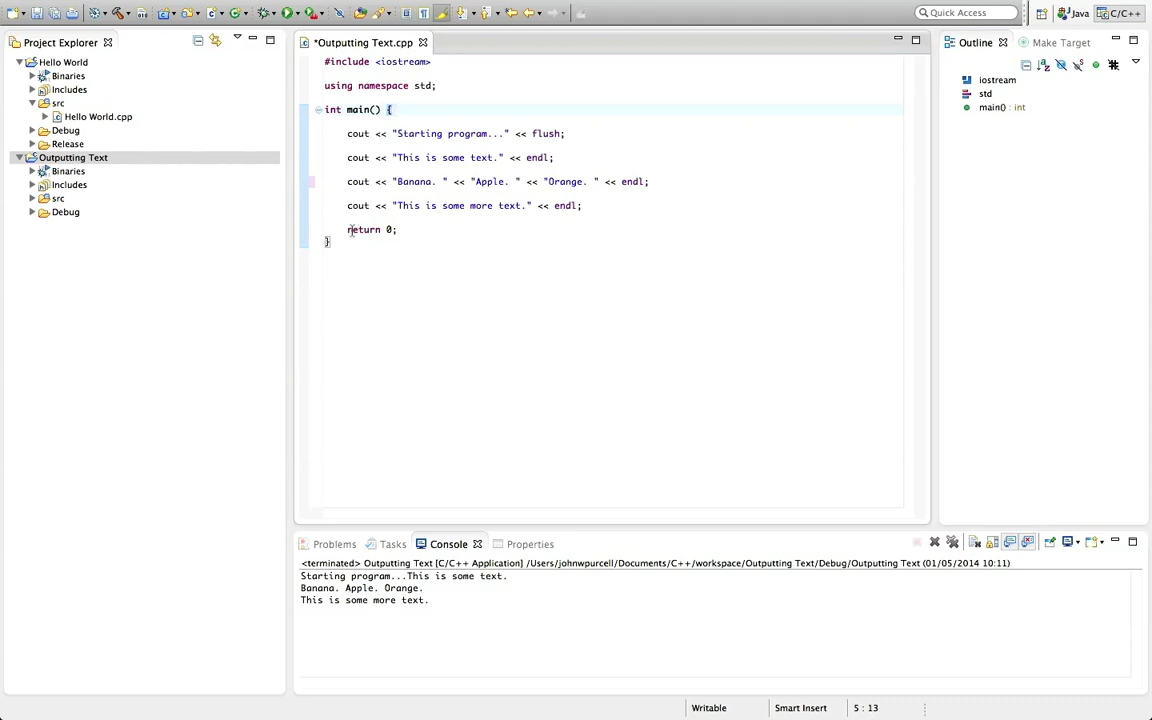 Quick Access
Java
C/C++
Project Explorer
Hello World
Binaries
Includes
src
Hello World.cpp
Debug
Release
Outputting Text
Binaries
Includes
src
Debug
*Outputting Text.cpp
#include <iostream>
using namespace std;
int main() {
cout << "Starting program..." << flush;
cout << "This is some text." << endl;
cout << "Banana. " << "Apple. " << "Orange. " << endl;
cout << "This is some more text." << endl;
return 0;
}
Outline
Make Target
iostream
std
main() : int
Problems
Tasks
Console
Properties
<terminated> Outputting Text [C/C++ Application] /Users/johnwpurcell/Documents/C++/workspace/Outputting Text/Debug/Outputting Text (01/05/2014 10:11)
Starting program...This is some text.
Banana. Apple. Orange.
This is some more text.
Writable
Smart Insert
5 : 13